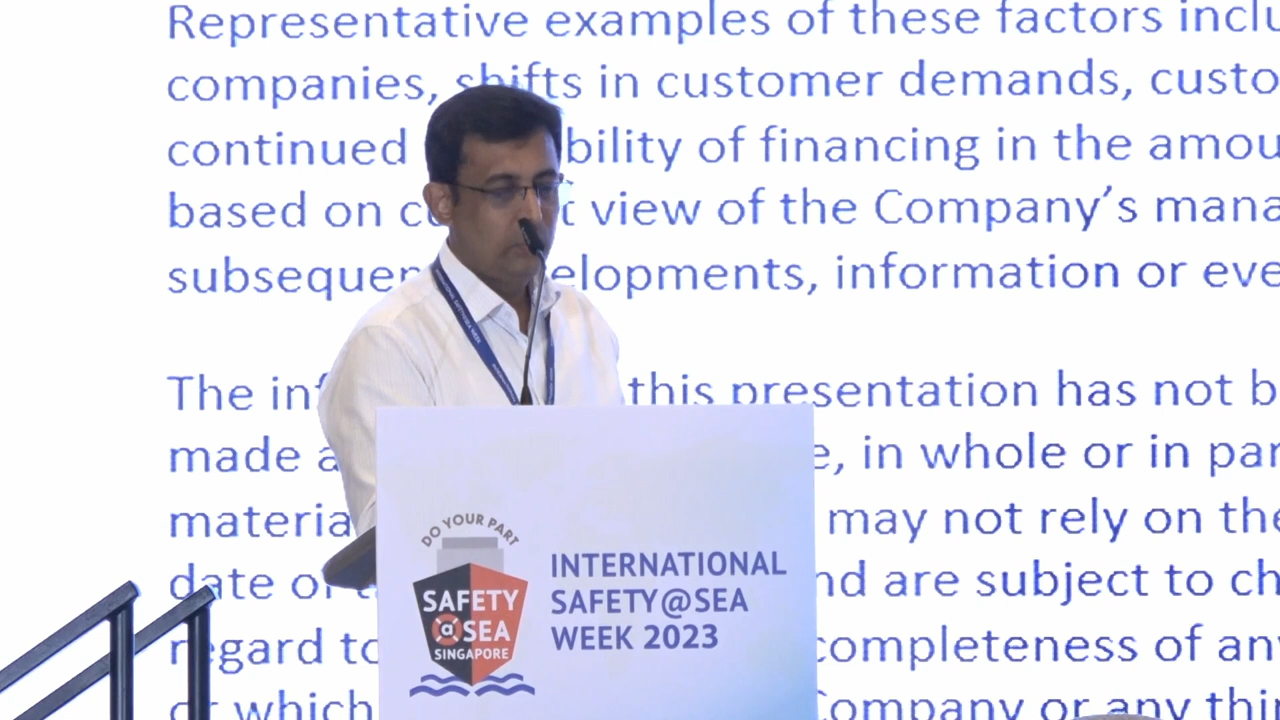 Representative examples of these factors inclu
companies, shifts in customer demands, custo
continued bility of financing in the amou
based on cu t view of the Company's mana
subsequen elopments, information or eve
The inf this presentation has not b
made a e, in whole or in par
materia may not rely on the
date o nd are subject to ch
regard to completeness of an
or which Company or any thi
DO YOUR PART
SAFETY
@SEA
SINGAPORE
INTERNATIONAL
SAFETY@SEA
WEEK 2023